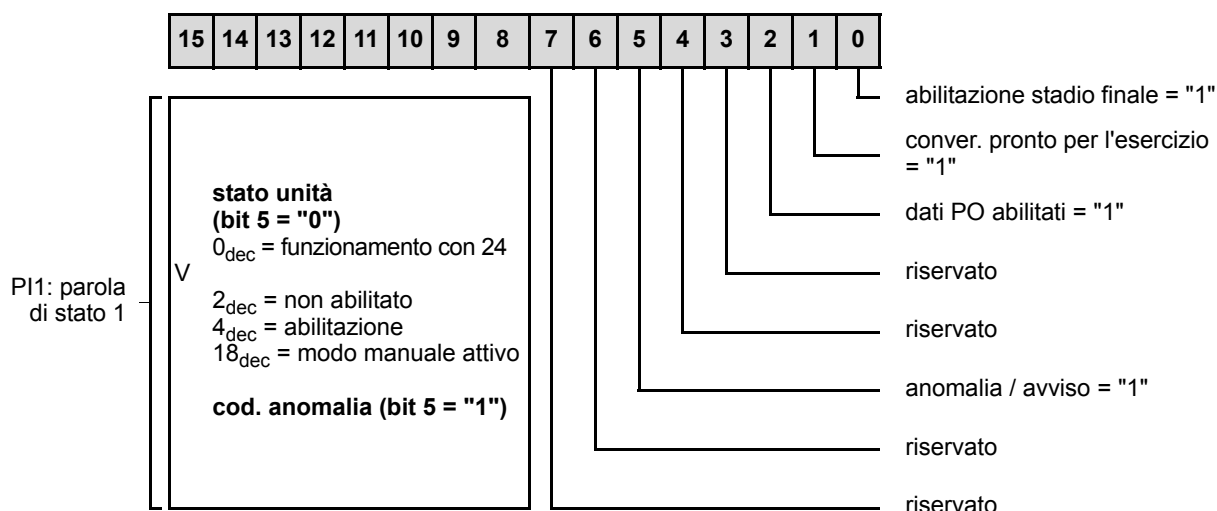 15 14 13 12 11 10 9 8 7 6 5 4 3 2 1 0
abilitazione stadio finale = "1"
conver. pronto per l'esercizio
= "1"
dati PO abilitati = "1"
riservato
riservato
anomalia / avviso = "1"
riservato
riservato
PI1: parola
di stato 1
stato unità
(bit 5 = "0")
0dec = funzionamento con 24
V
2dec = non abilitato
4dec = abilitazione
18dec = modo manuale attivo
cod. anomalia (bit 5 = "1")